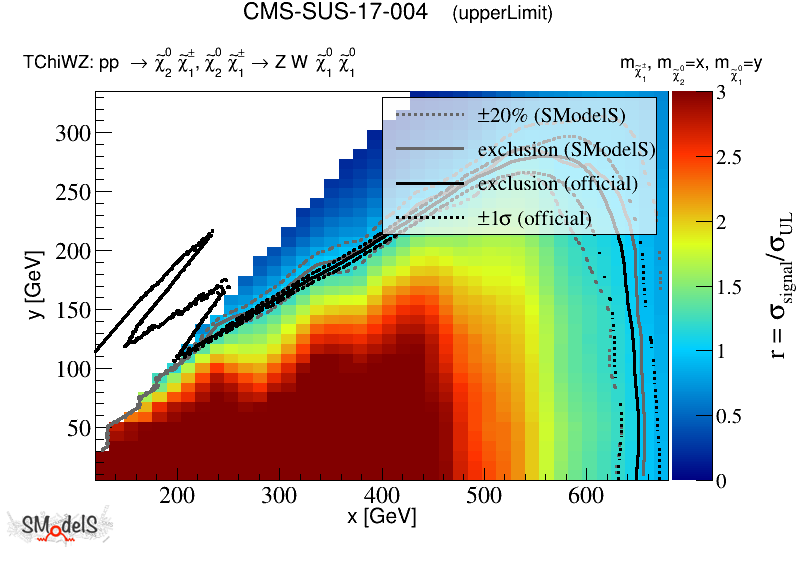 CMS-SUS-17-004 (upperLimit)
TChiWZ: pp → χ̃⁰₂ χ̃±₁, χ̃⁰₂ χ̃±₁ → Z W χ̃⁰₁ χ̃⁰₁
m_χ̃±₁, m_χ̃⁰₂=x, m_χ̃⁰₁=y
±20% (SModelS)
exclusion (SModelS)
exclusion (official)
±1σ (official)
300
250
200
150
100
50
y [GeV]
200 300 400 500 600
x [GeV]
3
2.5
2
1.5
1
0.5
0
r = σ_signal/σ_UL
SModelS